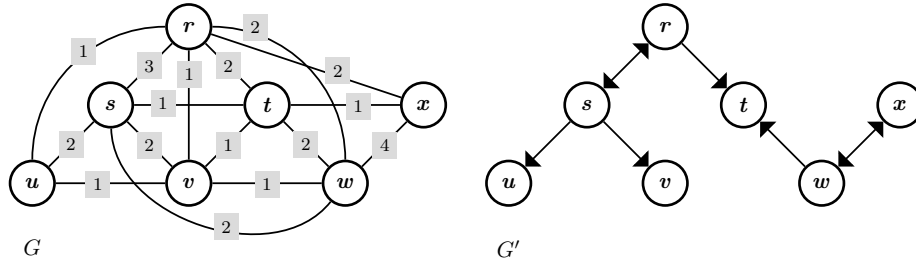 r 2 r
1 3 1 2 2
s 1 t 1 x s t x
2 2 1 2 4
u 1 v 1 w u v w
2
G G′